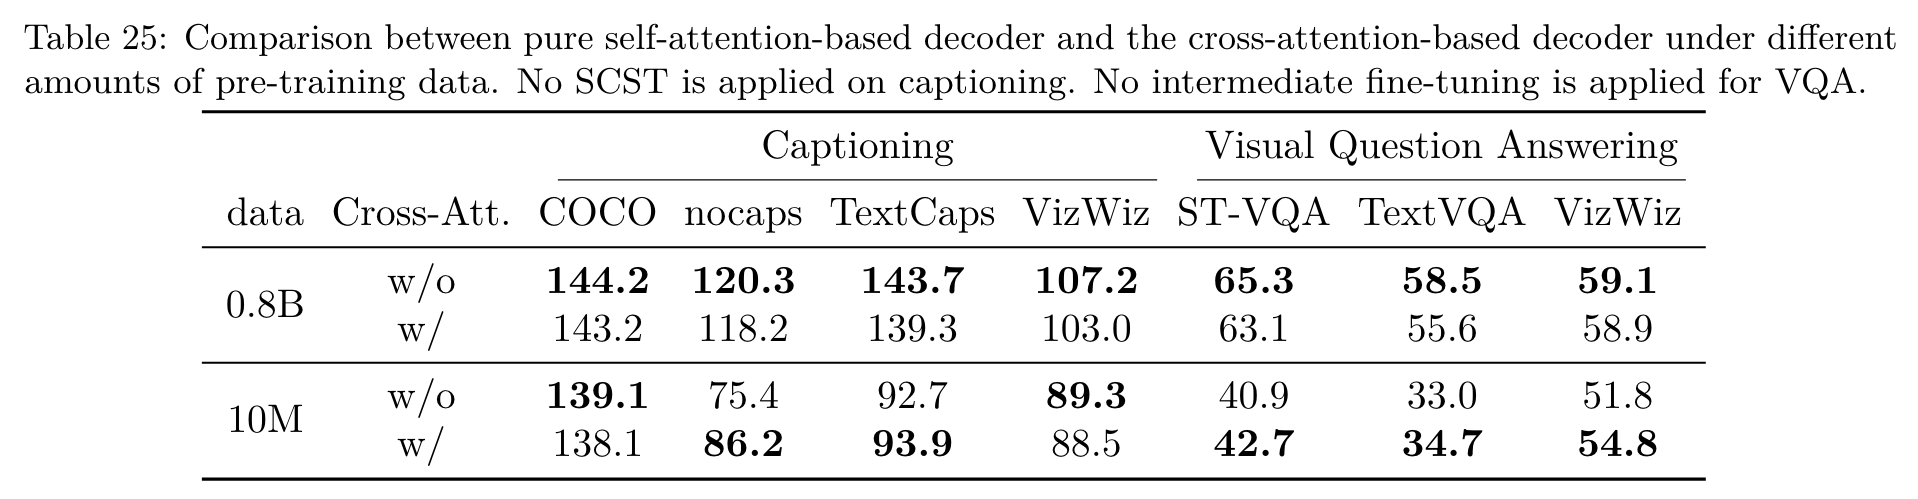 Table 25: Comparison between pure self-attention-based decoder and the cross-attention-based decoder under different
amounts of pre-training data. No SCST is applied on captioning. No intermediate fine-tuning is applied for VQA.
Captioning Visual Question Answering
data Cross-Att. COCO nocaps TextCaps VizWiz ST-VQA TextVQA VizWiz
0.8B w/o 144.2 120.3 143.7 107.2 65.3 58.5 59.1
w/ 143.2 118.2 139.3 103.0 63.1 55.6 58.9
10M w/o 139.1 75.4 92.7 89.3 40.9 33.0 51.8
w/ 138.1 86.2 93.9 88.5 42.7 34.7 54.8